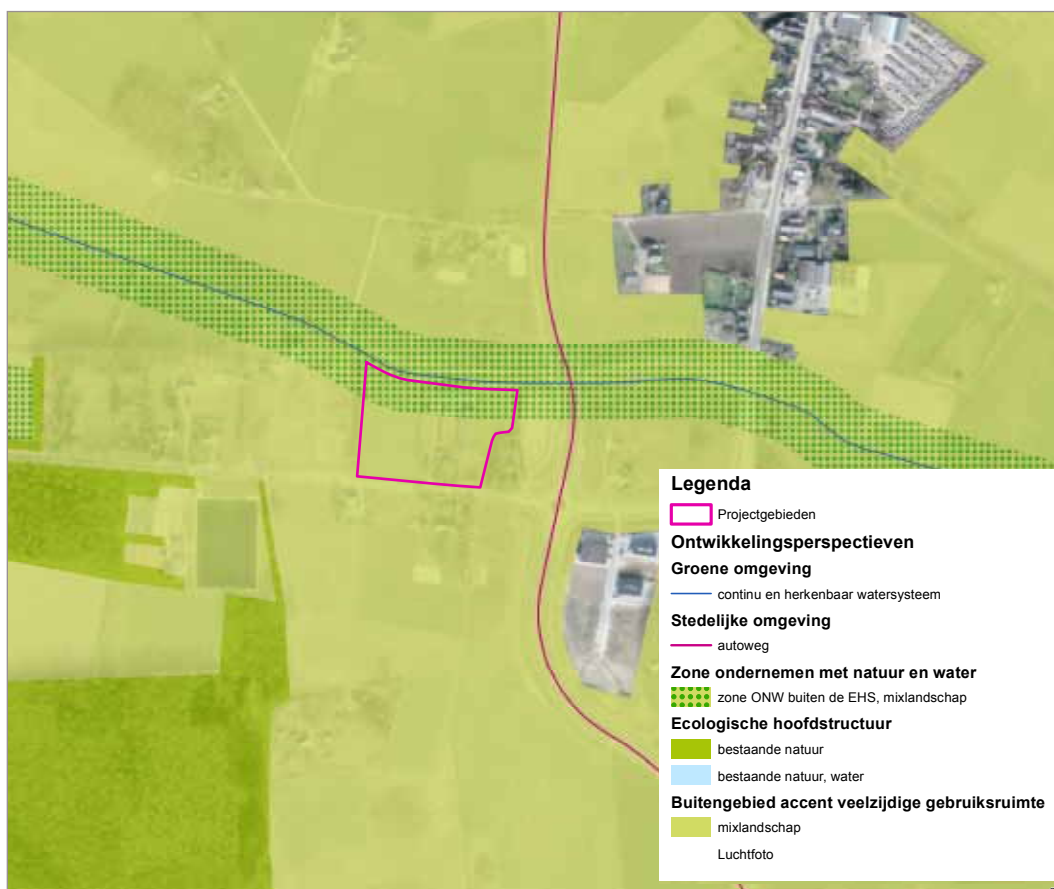 Legenda
Projectgebieden
Ontwikkelingsperspectieven
Groene omgeving
continu en herkenbaar watersysteem
Stedelijke omgeving
autoweg
Zone ondernemen met natuur en water
zone ONW buiten de EHS, mixlandschap
Ecologische hoofdstructuur
bestaande natuur
bestaande natuur, water
Buitengebied accent veelzijdige gebruiksruimte
mixlandschap
Luchtfoto